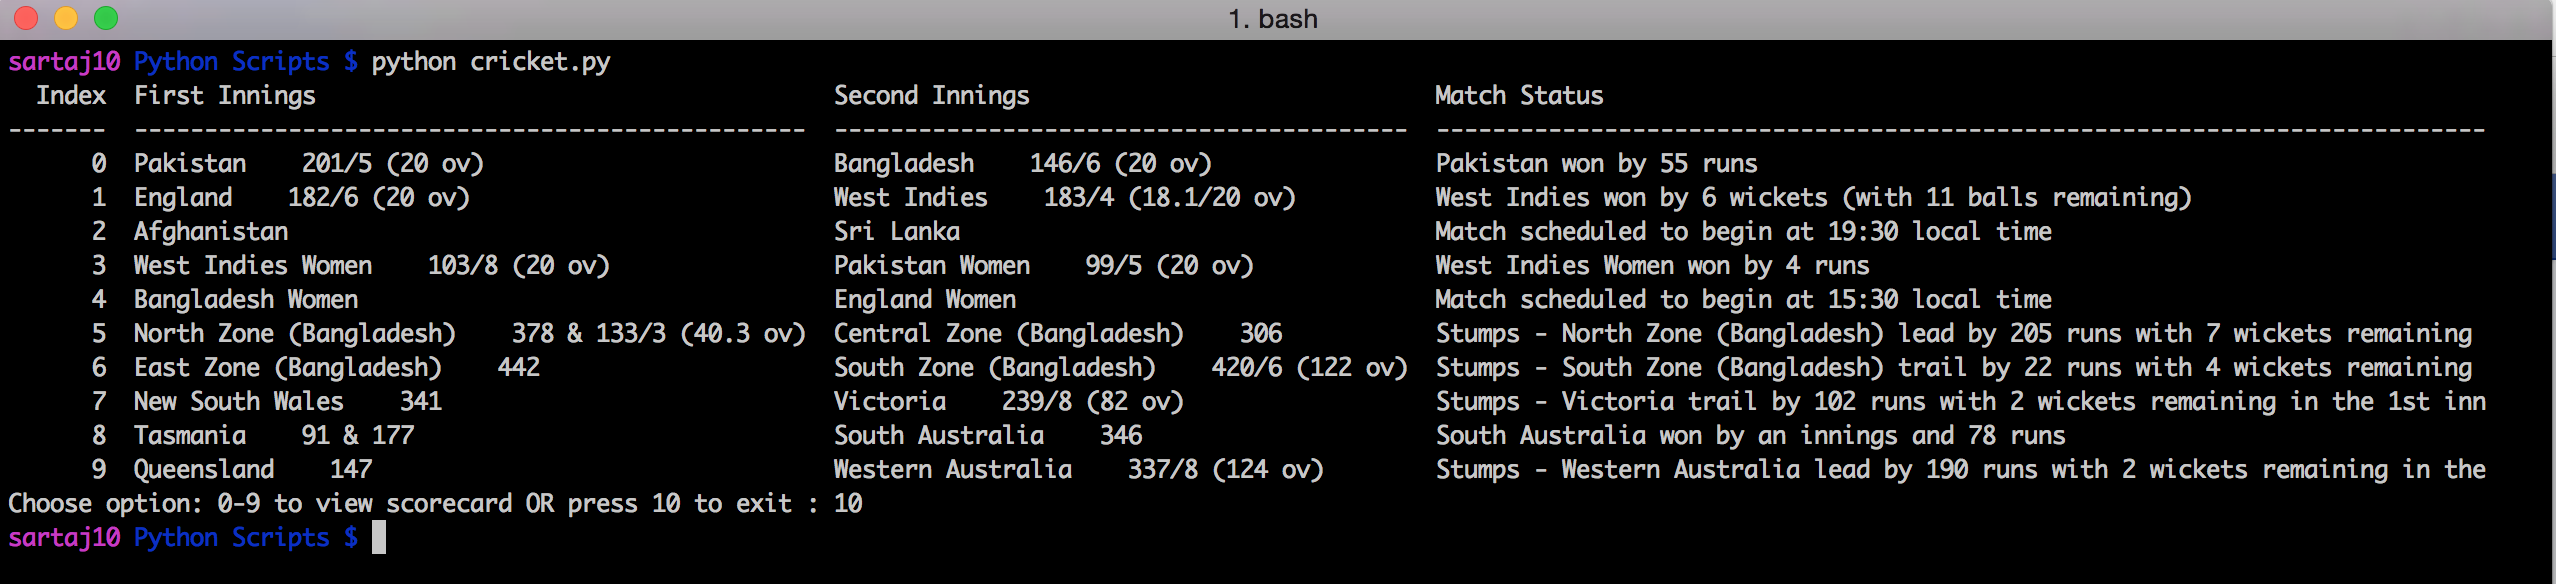 1. bash
sartaj10 Python Scripts $ python cricket.py
  Index  First Innings                                     Second Innings                             Match Status
-------  ------------------------------------------------  -----------------------------------------  ---------------------------------------------------------------------------
      0  Pakistan    201/5 (20 ov)                         Bangladesh    146/6 (20 ov)                Pakistan won by 55 runs
      1  England    182/6 (20 ov)                          West Indies    183/4 (18.1/20 ov)          West Indies won by 6 wickets (with 11 balls remaining)
      2  Afghanistan                                       Sri Lanka                                  Match scheduled to begin at 19:30 local time
      3  West Indies Women    103/8 (20 ov)                Pakistan Women    99/5 (20 ov)             West Indies Women won by 4 runs
      4  Bangladesh Women                                  England Women                              Match scheduled to begin at 15:30 local time
      5  North Zone (Bangladesh)    378 & 133/3 (40.3 ov)  Central Zone (Bangladesh)    306           Stumps - North Zone (Bangladesh) lead by 205 runs with 7 wickets remaining
      6  East Zone (Bangladesh)    442                     South Zone (Bangladesh)    420/6 (122 ov)  Stumps - South Zone (Bangladesh) trail by 22 runs with 4 wickets remaining
      7  New South Wales    341                            Victoria    239/8 (82 ov)                  Stumps - Victoria trail by 102 runs with 2 wickets remaining in the 1st inn
      8  Tasmania    91 & 177                              South Australia    346                     South Australia won by an innings and 78 runs
      9  Queensland    147                                 Western Australia    337/8 (124 ov)        Stumps - Western Australia lead by 190 runs with 2 wickets remaining in the
Choose option: 0-9 to view scorecard OR press 10 to exit : 10
sartaj10 Python Scripts $